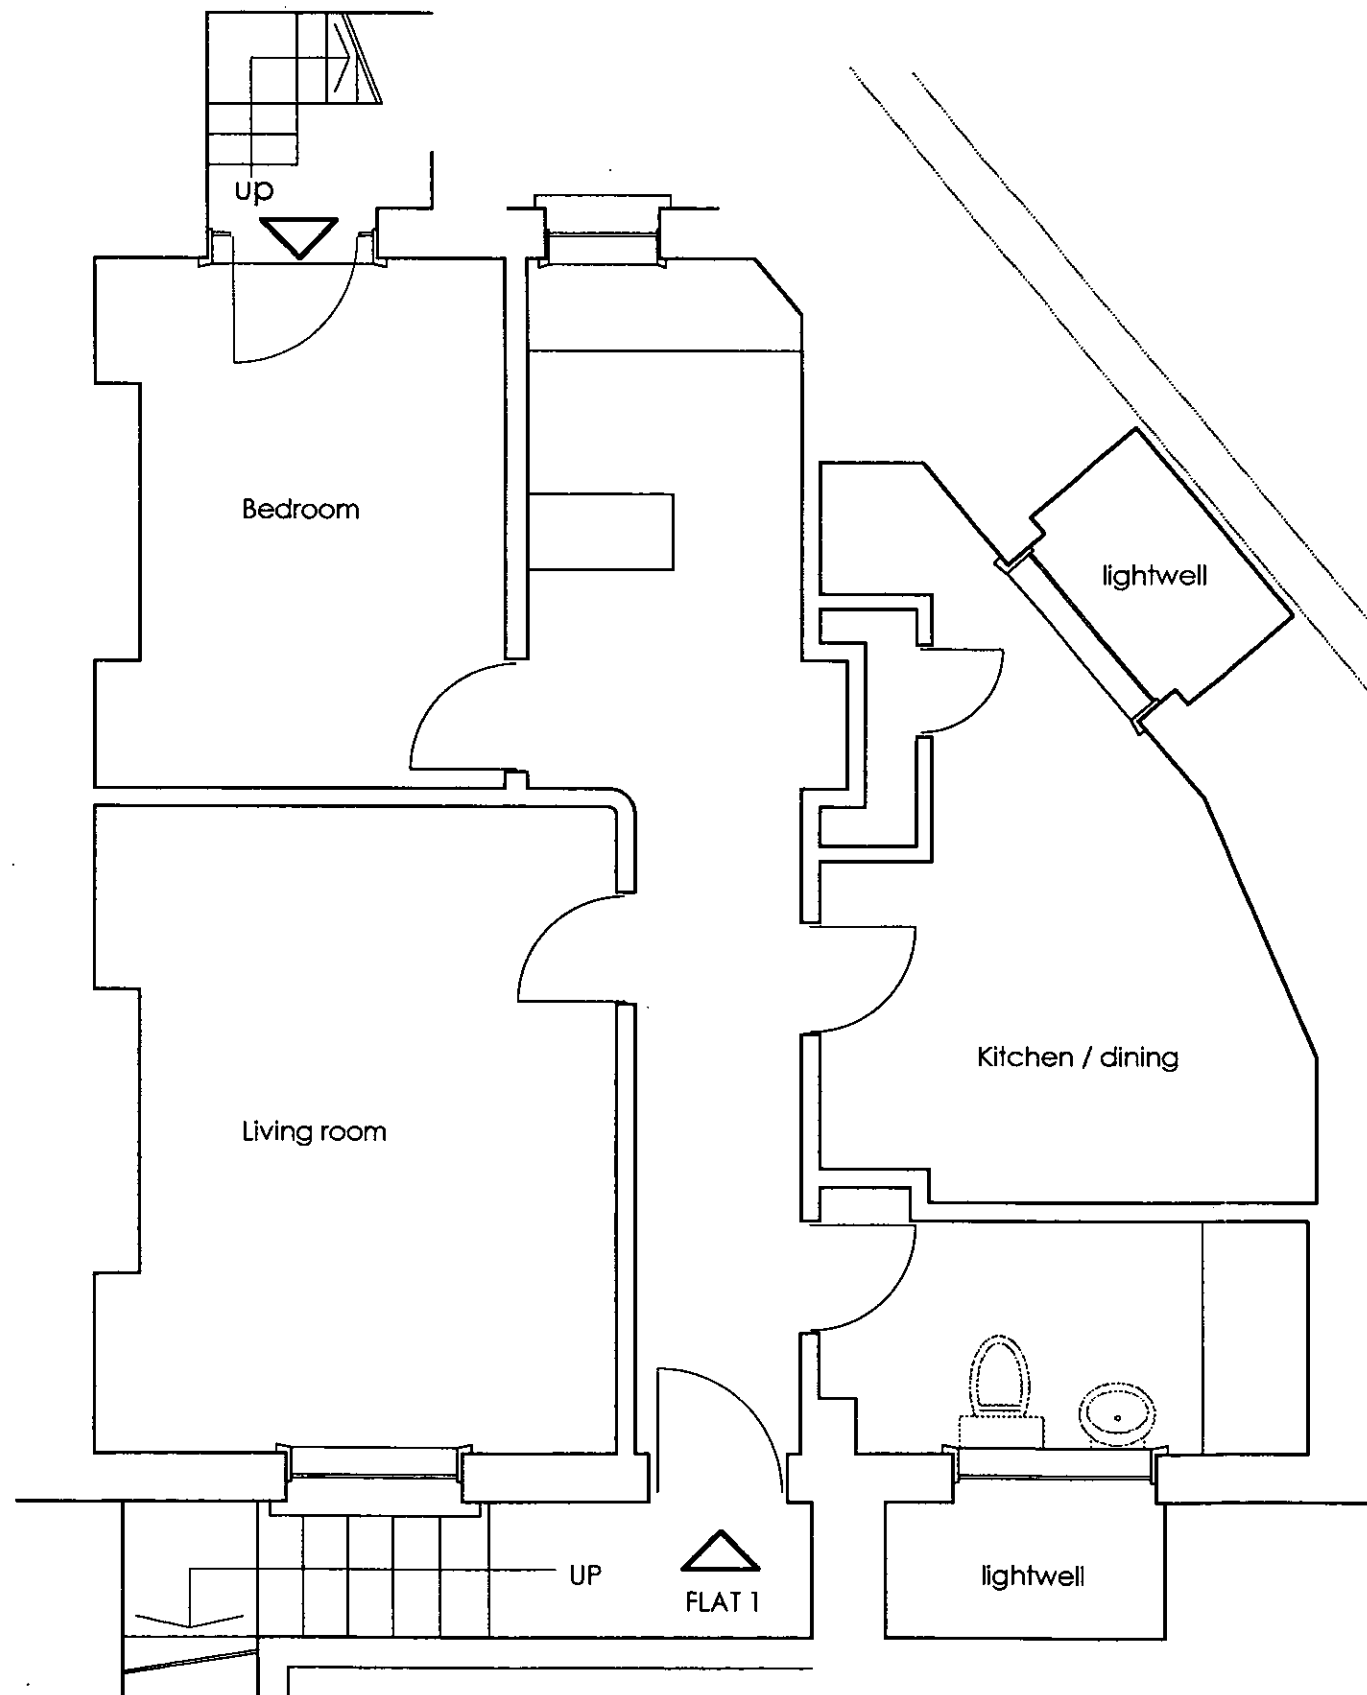 up
Bedroom
lightwell
Kitchen / dining
Living room
UP
FLAT 1
lightwell